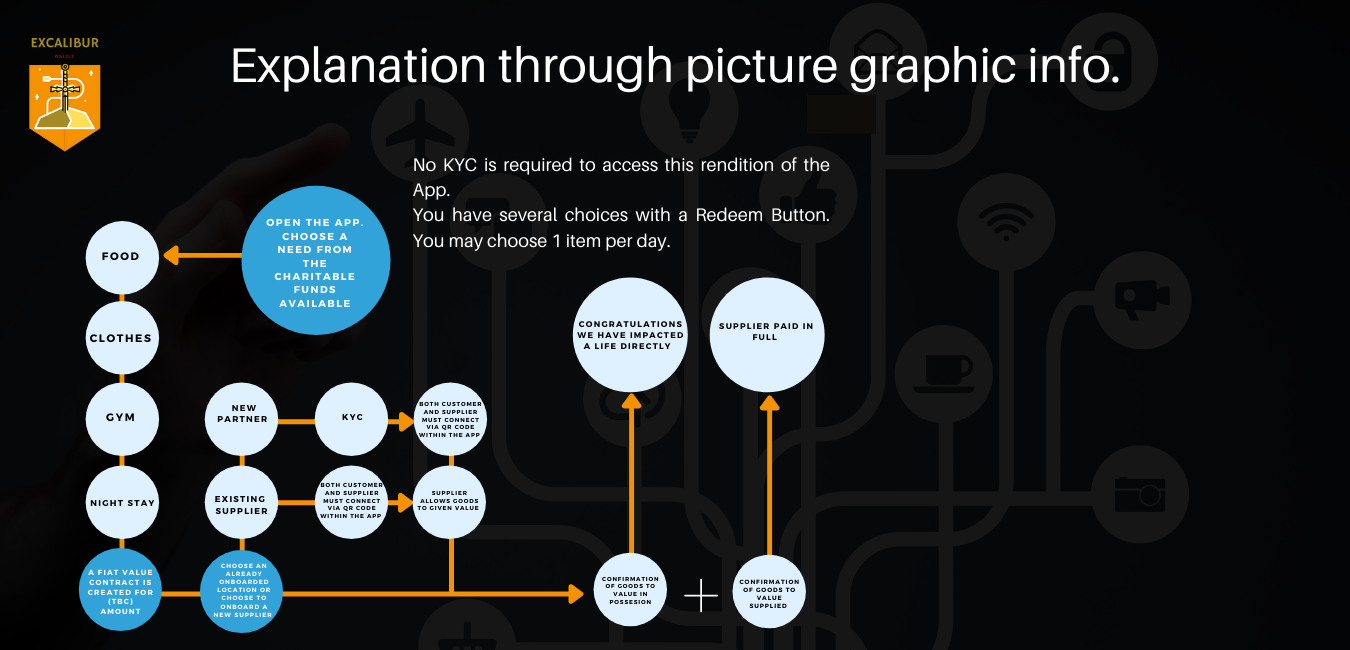 EXCALIBUR
WALLET
Explanation through picture graphic info.
No KYC is required to access this rendition of the
App.
You have several choices with a Redeem Button.
You may choose 1 item per day.
OPEN THE APP.
CHOOSE A
NEED FROM
THE
CHARITABLE
FUNDS
AVAILABLE
FOOD
CLOTHES
GYM
NIGHT STAY
A FIAT VALUE
CONTRACT IS
CREATED FOR
(TBC)
AMOUNT
NEW
PARTNER
KYC
BOTH CUSTOMER
AND SUPPLIER
MUST CONNECT
VIA QR CODE
WITHIN THE APP
EXISTING
SUPPLIER
BOTH CUSTOMER
AND SUPPLIER
MUST CONNECT
VIA QR CODE
WITHIN THE APP
SUPPLIER
ALLOWS GOODS
TO GIVEN VALUE
CHOOSE AN
ALREADY
ONBOARDED
LOCATION OR
CHOOSE TO
ONBOARD A
NEW SUPPLIER
CONGRATULATIONS
WE HAVE IMPACTED
A LIFE DIRECTLY
SUPPLIER PAID IN
FULL
CONFIRMATION
OF GOODS TO
VALUE IN
POSSESION
CONFIRMATION
OF GOODS TO
VALUE
SUPPLIED